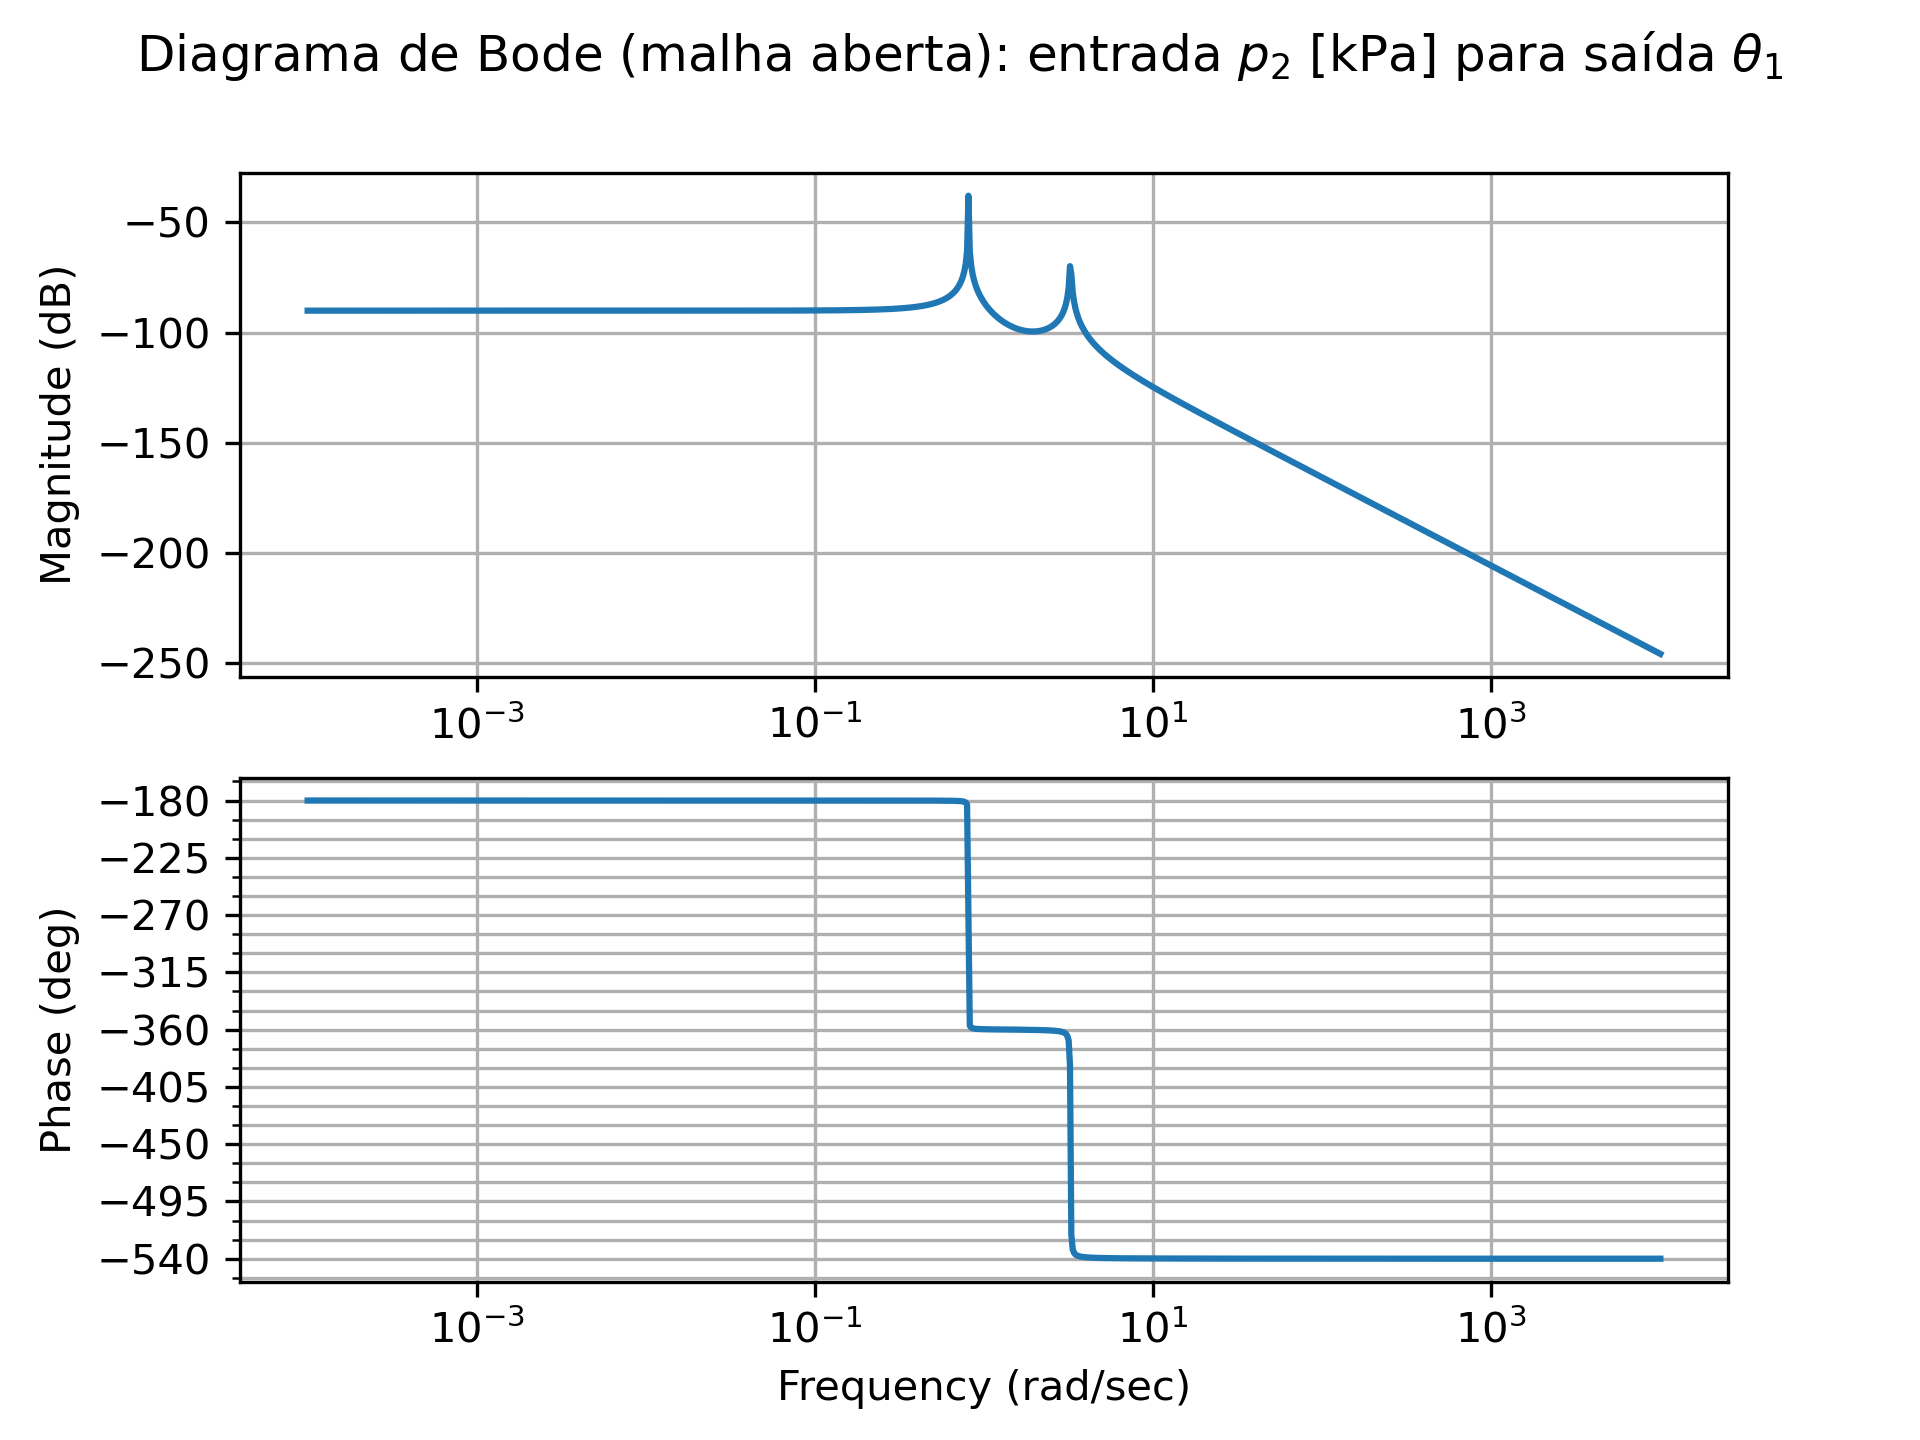 Diagrama de Bode (malha aberta): entrada p₂ [kPa] para saída θ₁
Magnitude (dB)
−50
−100
−150
−200
−250
10⁻³ 10⁻¹ 10¹ 10³
Phase (deg)
−180
−225
−270
−315
−360
−405
−450
−495
−540
10⁻³ 10⁻¹ 10¹ 10³
Frequency (rad/sec)